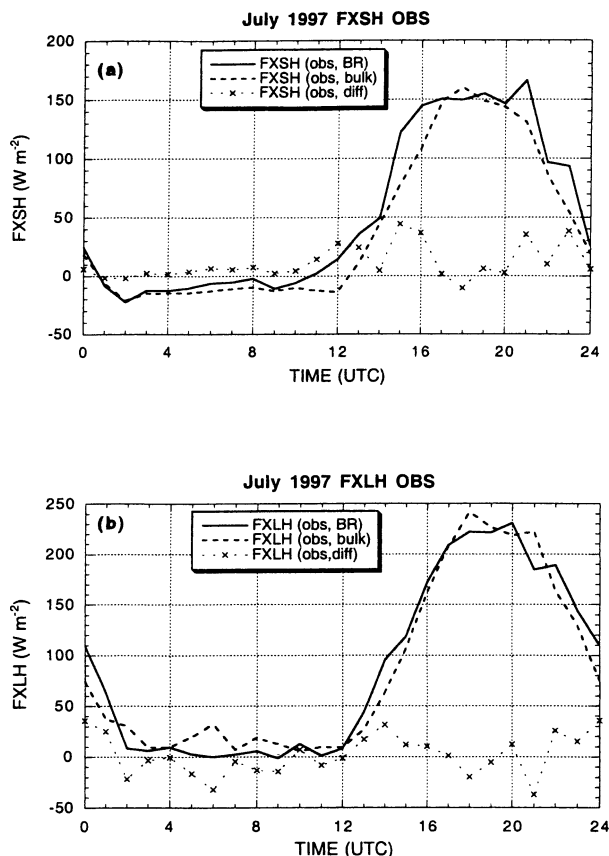 July 1997 FXSH OBS
(a)
FXSH (obs, BR)
FXSH (obs, bulk)
FXSH (obs, diff)
FXSH (W m-2)
200
150
100
50
0
-50
0 4 8 12 16 20 24
TIME (UTC)
July 1997 FXLH OBS
(b)
FXLH (obs, BR)
FXLH (obs, bulk)
FXLH (obs,diff)
FXLH (W m-2)
250
200
150
100
50
0
-50
0 4 8 12 16 20 24
TIME (UTC)